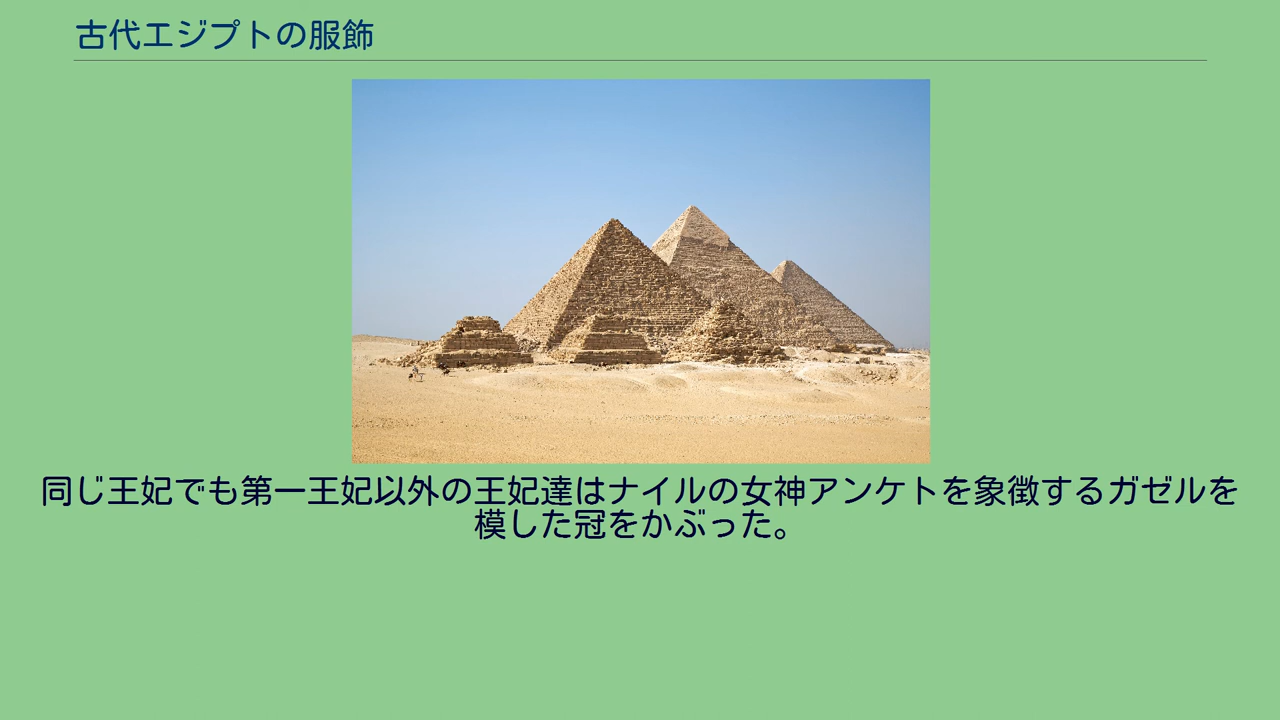 古代エジプトの服飾
同じ王妃でも第一王妃以外の王妃達はナイルの女神アンケトを象徴するガゼルを
模した冠をかぶった。